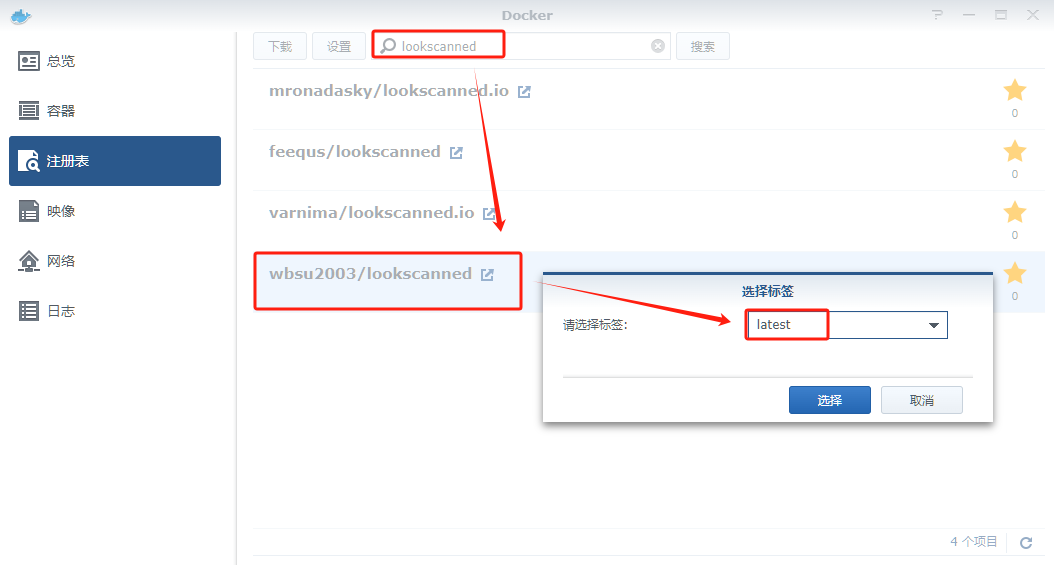 Docker
总览
容器
注册表
映像
网络
日志
下载 设置 lookscanned 搜索
mronadasky/lookscanned.io
0
feequs/lookscanned
0
varnima/lookscanned.io
0
wbsu2003/lookscanned
0
选择标签
请选择标签:
latest
选择 取消
4 个项目